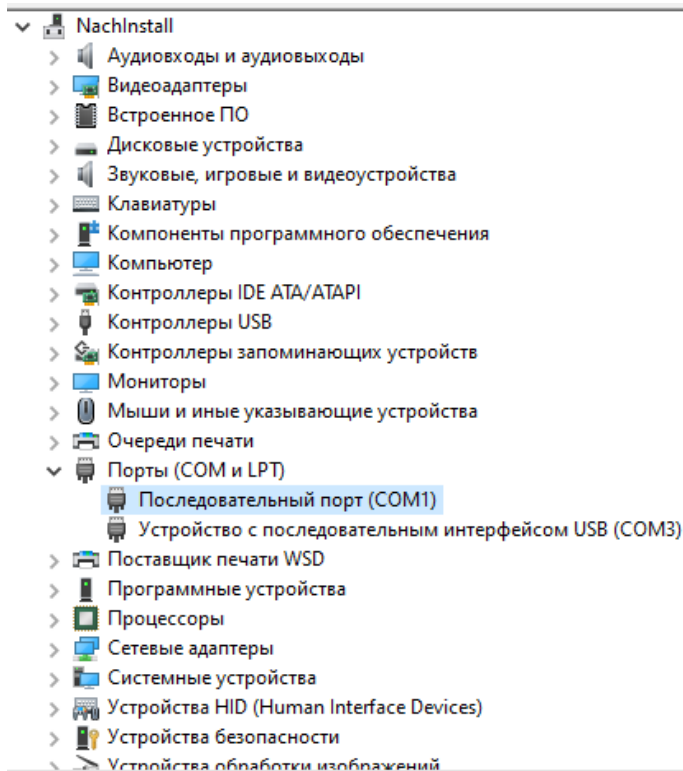 NachInstall
Аудиовходы и аудиовыходы
Видеоадаптеры
Встроенное ПО
Дисковые устройства
Звуковые, игровые и видеоустройства
Клавиатуры
Компоненты программного обеспечения
Компьютер
Контроллеры IDE ATA/ATAPI
Контроллеры USB
Контроллеры запоминающих устройств
Мониторы
Мыши и иные указывающие устройства
Очереди печати
Порты (COM и LPT)
Последовательный порт (COM1)
Устройство с последовательным интерфейсом USB (COM3)
Поставщик печати WSD
Программные устройства
Процессоры
Сетевые адаптеры
Системные устройства
Устройства HID (Human Interface Devices)
Устройства безопасности
Устройства обработки изображений